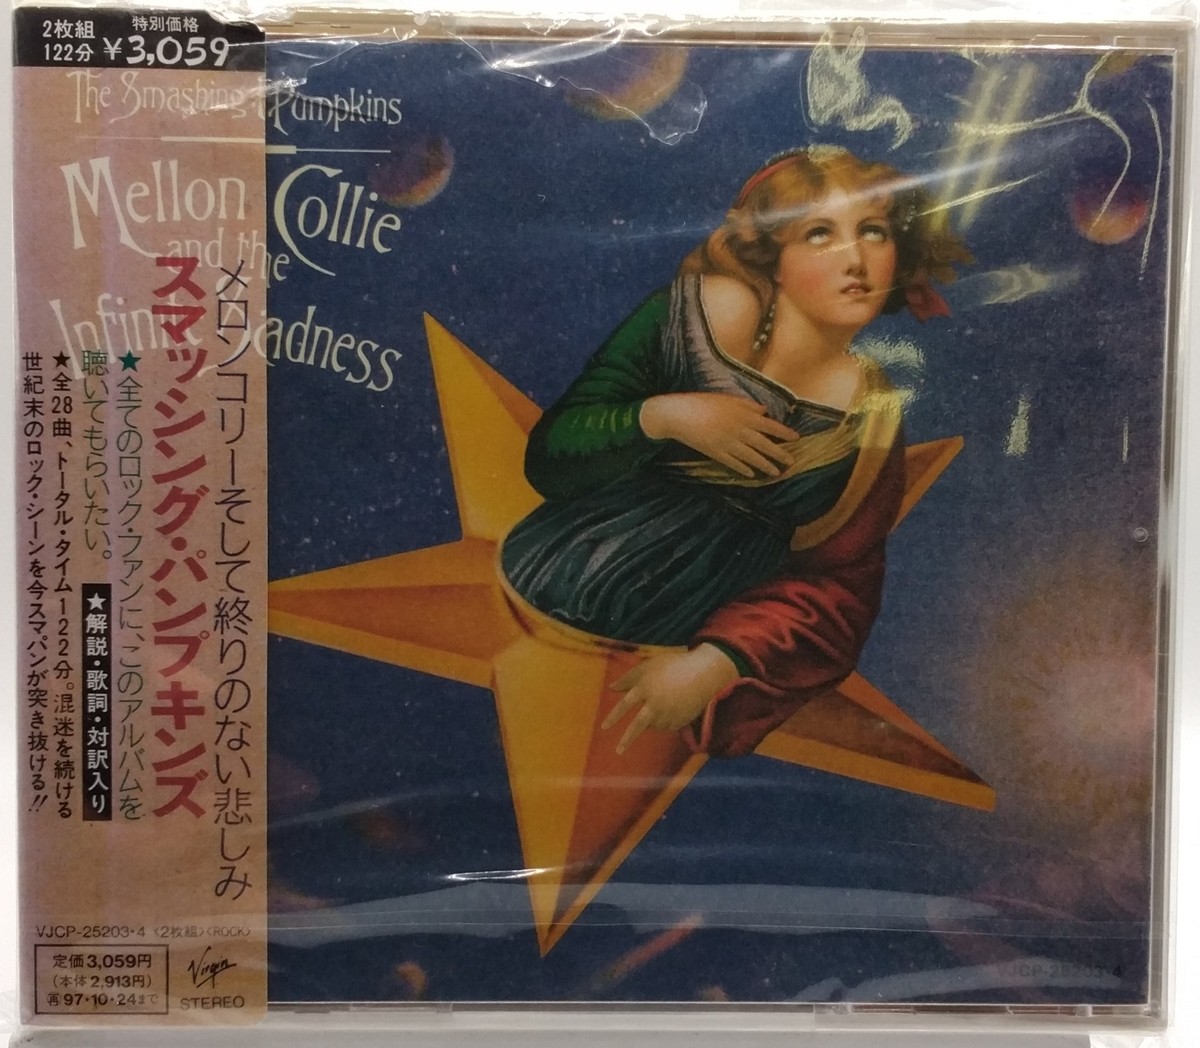 2枚組
122分
特別価格
¥3,059
The Smashing Pumpkins
Mellon Collie
and the
Infinite Sadness
メロンコリーそして終りのない悲しみ
スマッシング・パンプキンズ
★全てのロック・ファンに、このアルバムを
聴いてもらいたい。
★解説・歌詞・対訳入り
★全28曲、トータル・タイム122分。混迷を続ける
世紀末のロック・シーンを今スマパンが突き抜ける!!
VJCP-25203・4 〈2枚組〉〈ROCK〉
定価3,059円
(本体2,913円)
再97・10・24まで
Virgin
STEREO
VJCP-25203・4